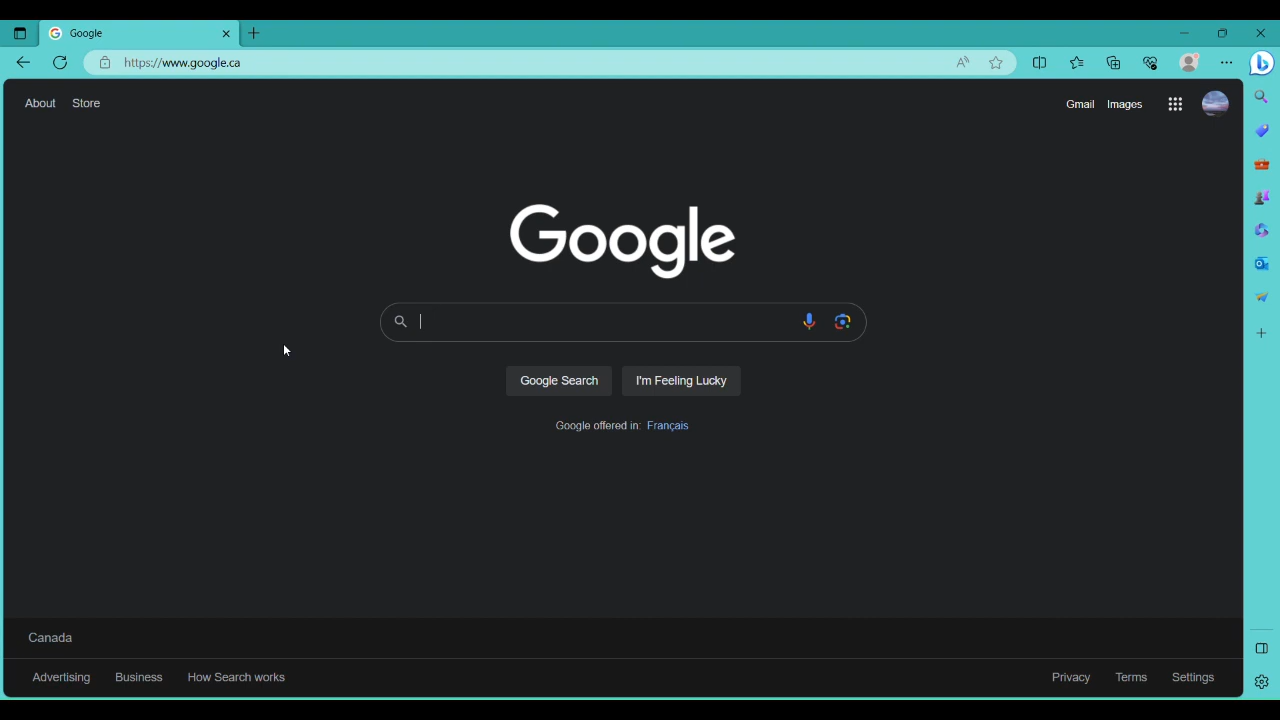 Google
https://www.google.ca
About Store
Gmail Images
Google
Google Search I'm Feeling Lucky
Google offered in: Français
Canada
Advertising Business How Search works
Privacy Terms Settings